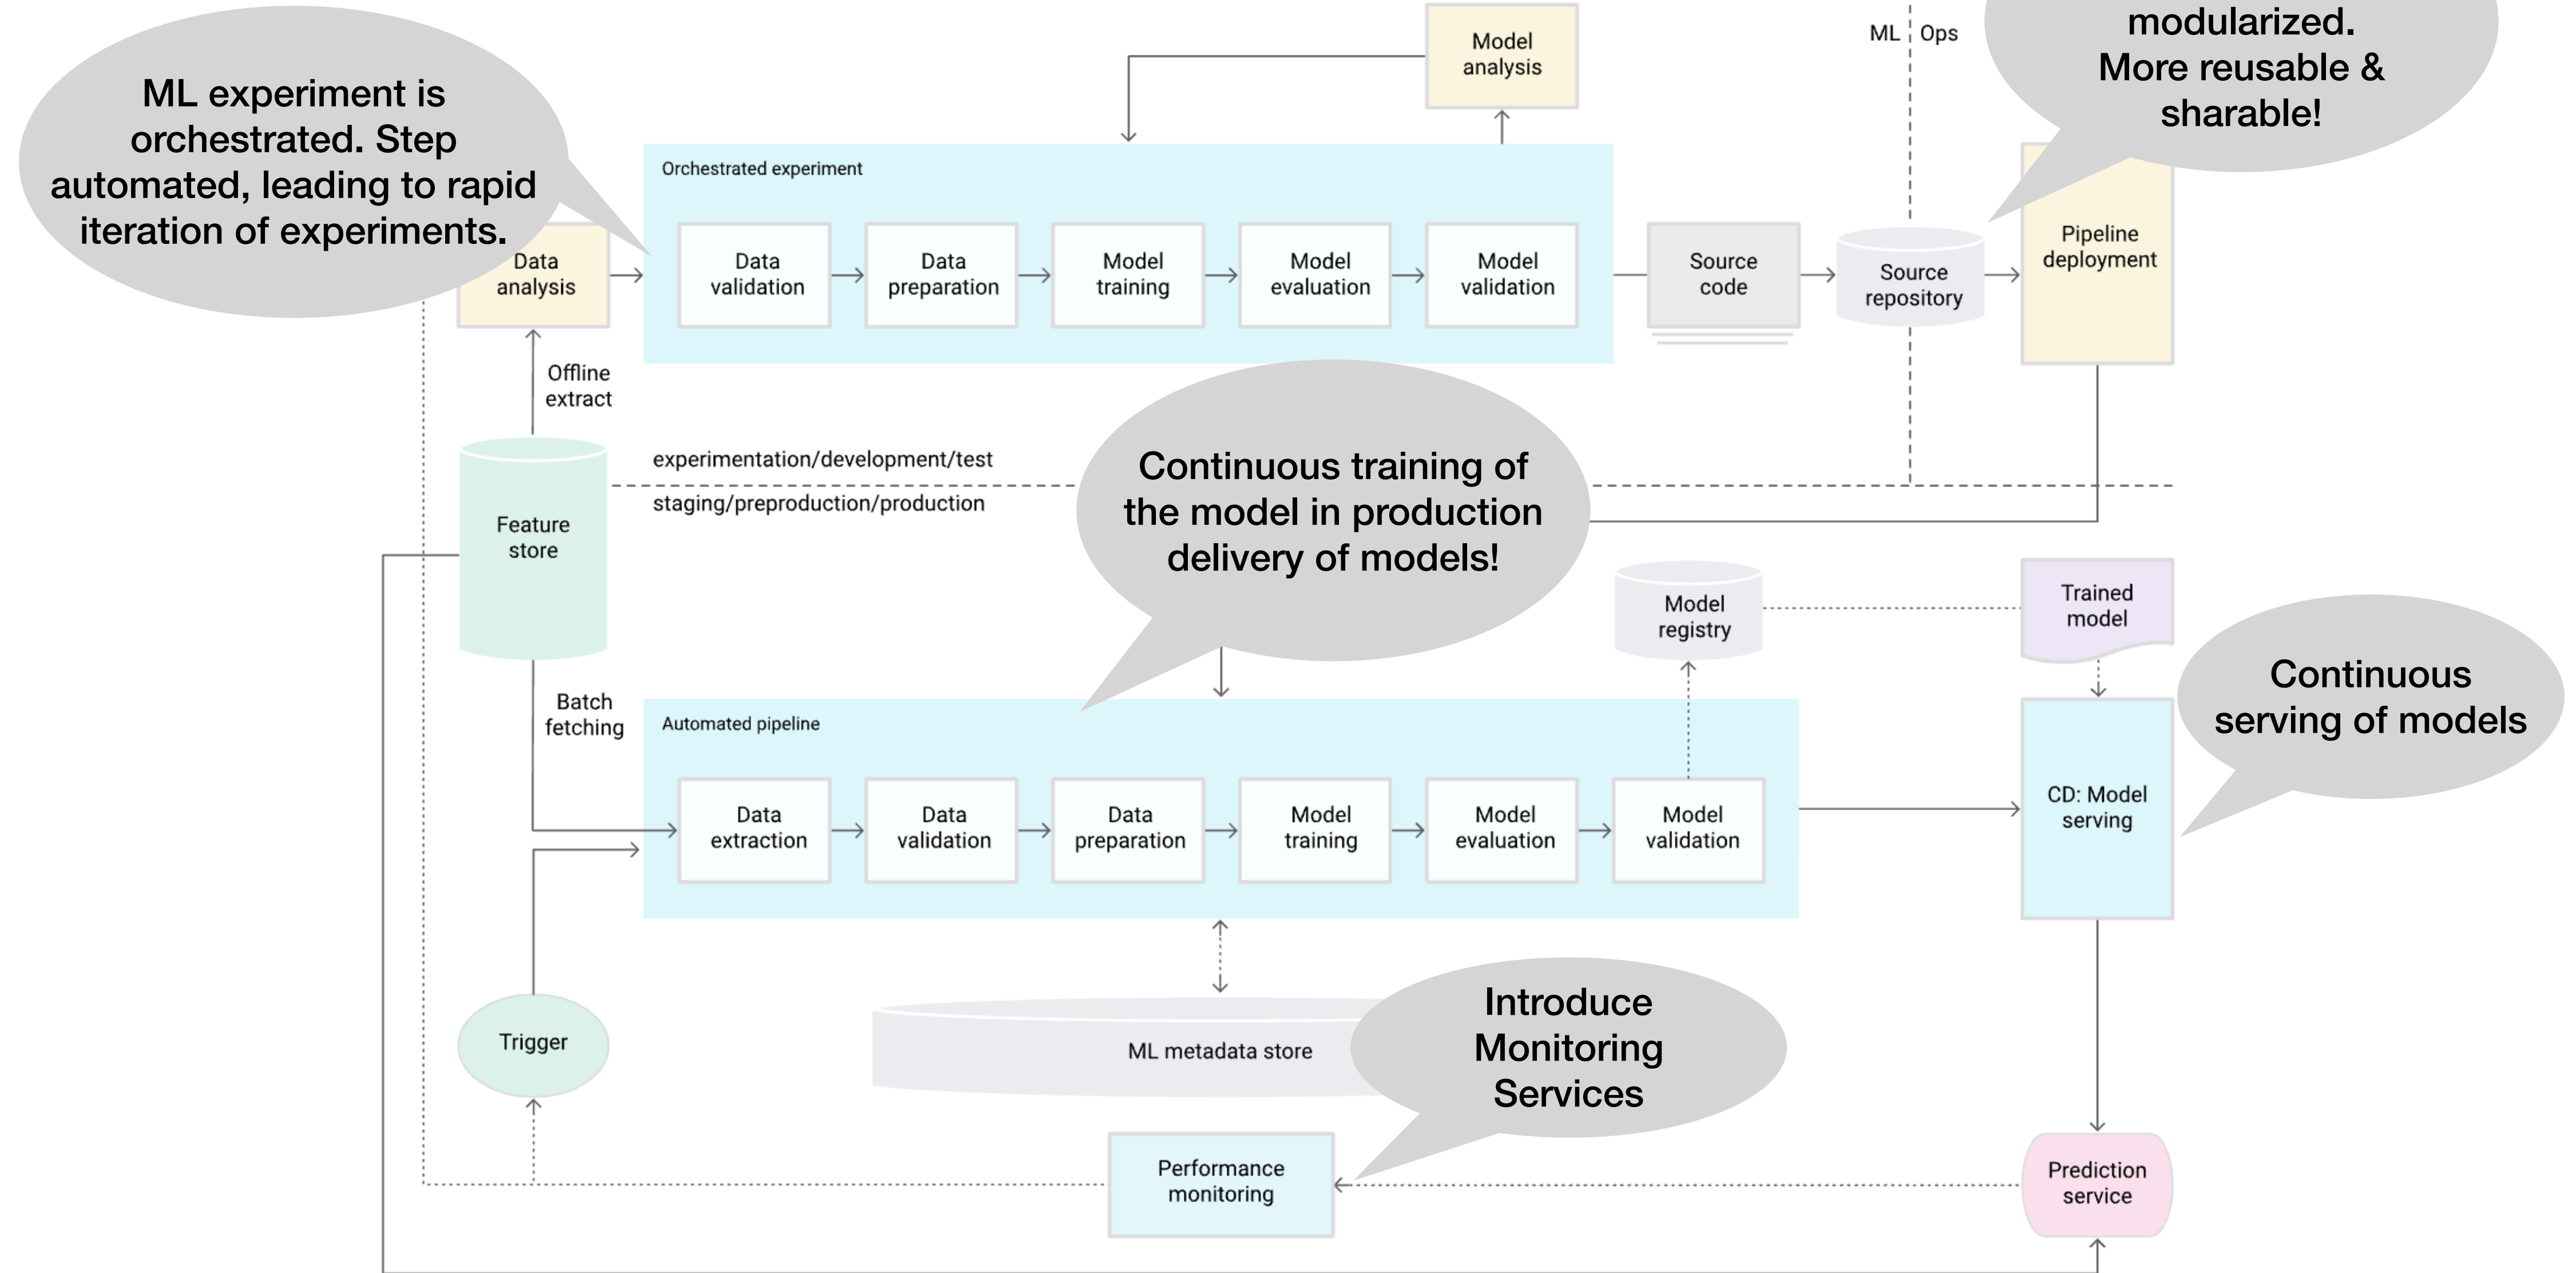 ML experiment is
orchestrated. Step
automated, leading to rapid
iteration of experiments.
Model
analysis
ML
Ops
modularized.
More reusable &
sharable!
Orchestrated experiment
Data
analysis
Data
validation
Data
preparation
Model
training
Model
evaluation
Model
validation
Source
code
Source
repository
Pipeline
deployment
Offline
extract
Feature
store
experimentation/development/test
staging/preproduction/production
Continuous training of
the model in production
delivery of models!
Model
registry
Trained
model
Continuous
serving of models
Batch
fetching
Automated pipeline
Data
extraction
Data
validation
Data
preparation
Model
training
Model
evaluation
Model
validation
CD: Model
serving
Trigger
ML metadata store
Introduce
Monitoring
Services
Performance
monitoring
Prediction
service